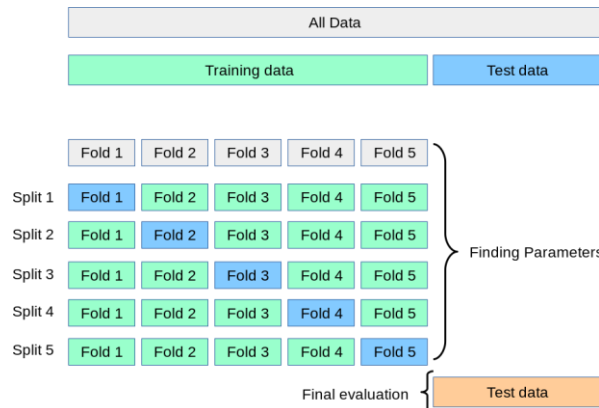 All Data
Training data Test data
Fold 1 Fold 2 Fold 3 Fold 4 Fold 5
Split 1 Fold 1 Fold 2 Fold 3 Fold 4 Fold 5
Split 2 Fold 1 Fold 2 Fold 3 Fold 4 Fold 5
Finding Parameters
Split 3 Fold 1 Fold 2 Fold 3 Fold 4 Fold 5
Split 4 Fold 1 Fold 2 Fold 3 Fold 4 Fold 5
Split 5 Fold 1 Fold 2 Fold 3 Fold 4 Fold 5
Final evaluation Test data